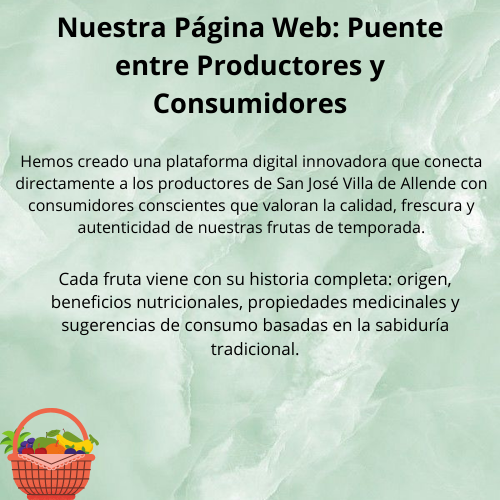 Nuestra Página Web: Puente
entre Productores y
Consumidores
Hemos creado una plataforma digital innovadora que conecta
directamente a los productores de San José Villa de Allende con
consumidores conscientes que valoran la calidad, frescura y
autenticidad de nuestras frutas de temporada.
Cada fruta viene con su historia completa: origen,
beneficios nutricionales, propiedades medicinales y
sugerencias de consumo basadas en la sabiduría
tradicional.